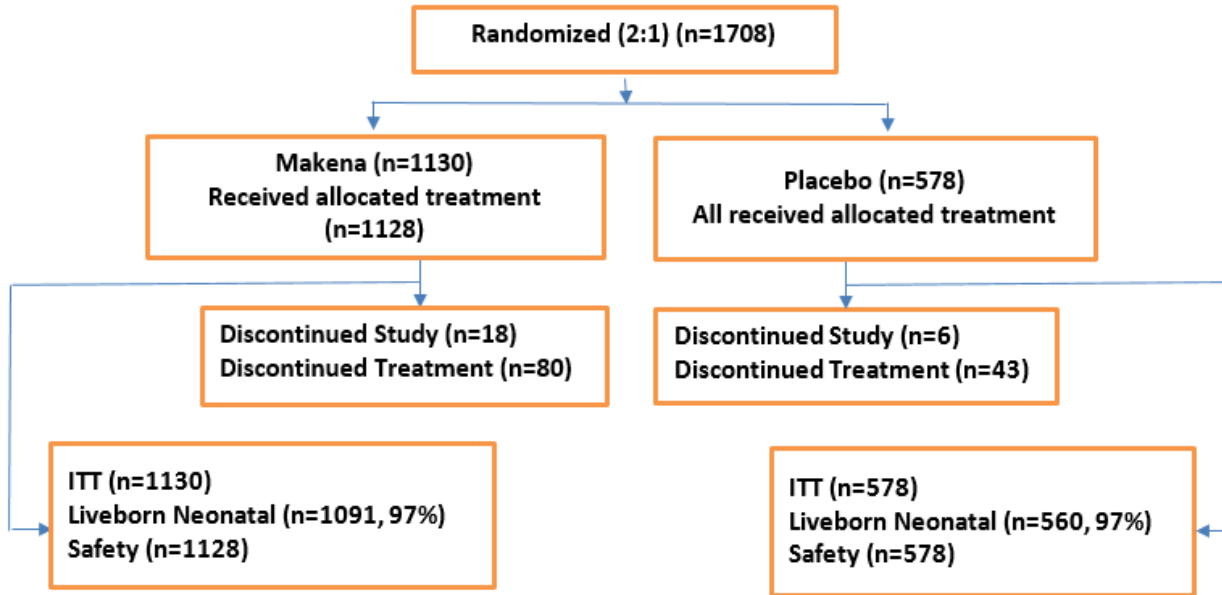 Randomized (2:1) (n=1708)
Makena (n=1130)
Received allocated treatment
(n=1128)
Placebo (n=578)
All received allocated treatment
Discontinued Study (n=18)
Discontinued Treatment (n=80)
Discontinued Study (n=6)
Discontinued Treatment (n=43)
ITT (n=1130)
Liveborn Neonatal (n=1091, 97%)
Safety (n=1128)
ITT (n=578)
Liveborn Neonatal (n=560, 97%)
Safety (n=578)